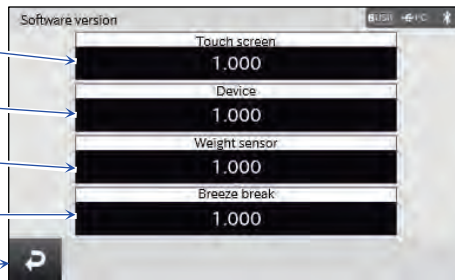 Software version
USB
PC
Touch screen
1.000
Device
1.000
Weight sensor
1.000
Breeze break
1.000